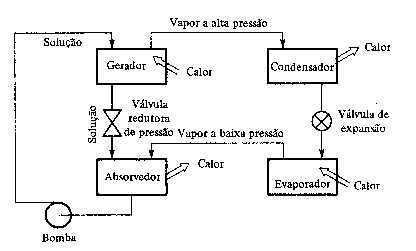 Vapor a alta pressão
Solução
Calor
Gerador
Condensador
Calor
Solução
Válvula
redutora
de pressão
Válvula de
expansão
Vapor a baixa pressão
Calor
Absorvedor
Evaporador
Calor
Bomba